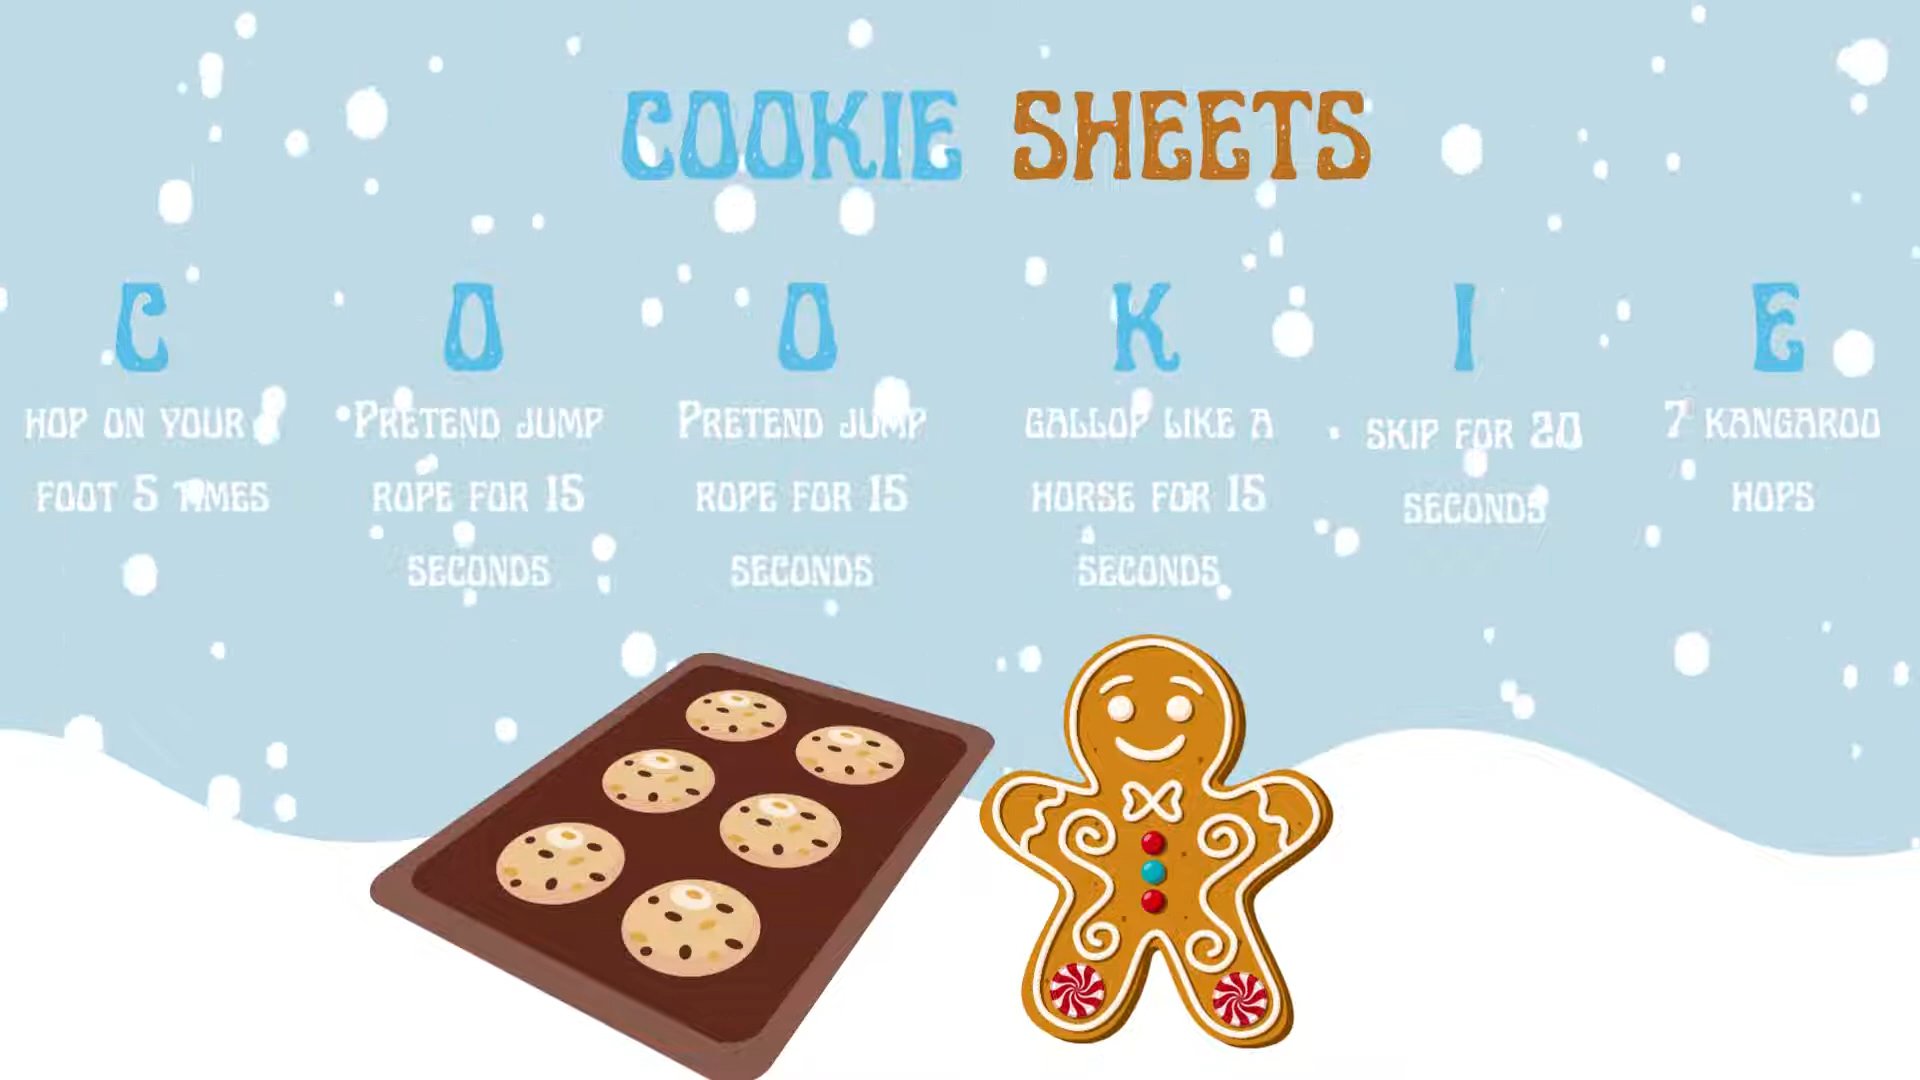 COOKIE SHEETS
C
HOP ON YOUR
FOOT 5 TIMES
O
PRETEND JUMP
ROPE FOR 15
SECONDS
O
PRETEND JUMP
ROPE FOR 15
SECONDS
K
GALLOP LIKE A
HORSE FOR 15
SECONDS
I
SKIP FOR 20
SECONDS
E
7 KANGAROO
HOPS